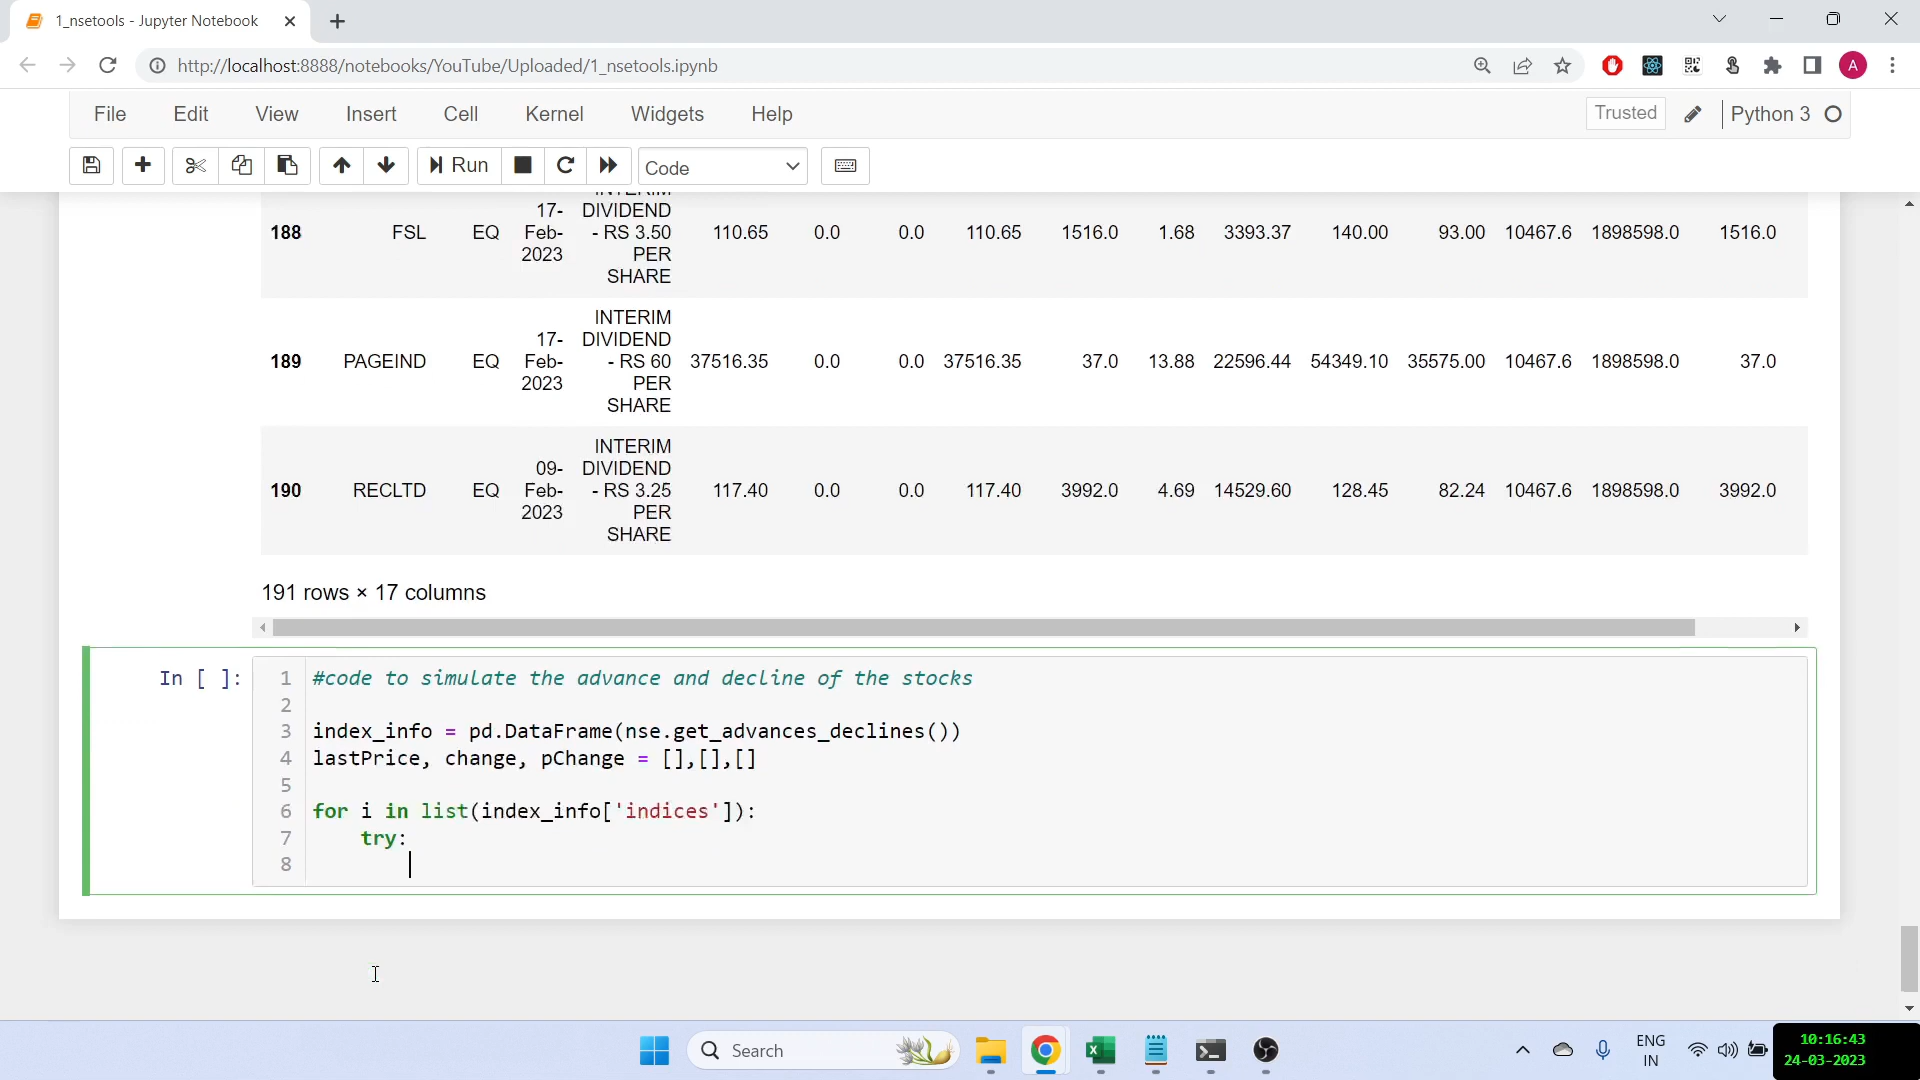 1_nsetools - Jupyter Notebook
http://localhost:8888/notebooks/YouTube/Uploaded/1_nsetools.ipynb
A
File Edit View Insert Cell Kernel Widgets Help
Trusted
Python 3
Run
Code
INTERIM
17- DIVIDEND
188 FSL EQ Feb- - RS 3.50 110.65 0.0 0.0 110.65 1516.0 1.68 3393.37 140.00 93.00 10467.6 1898598.0 1516.0
2023 PER
SHARE
INTERIM
17- DIVIDEND
189 PAGEIND EQ Feb- - RS 60 37516.35 0.0 0.0 37516.35 37.0 13.88 22596.44 54349.10 35575.00 10467.6 1898598.0 37.0
2023 PER
SHARE
INTERIM
09- DIVIDEND
190 RECLTD EQ Feb- - RS 3.25 117.40 0.0 0.0 117.40 3992.0 4.69 14529.60 128.45 82.24 10467.6 1898598.0 3992.0
2023 PER
SHARE
191 rows × 17 columns
In [ ]:
1 #code to simulate the advance and decline of the stocks
2
3 index_info = pd.DataFrame(nse.get_advances_declines())
4 lastPrice, change, pChange = [],[],[]
5
6 for i in list(index_info['indices']):
7 try:
8
Search
ENG
IN
10:16:43
24-03-2023